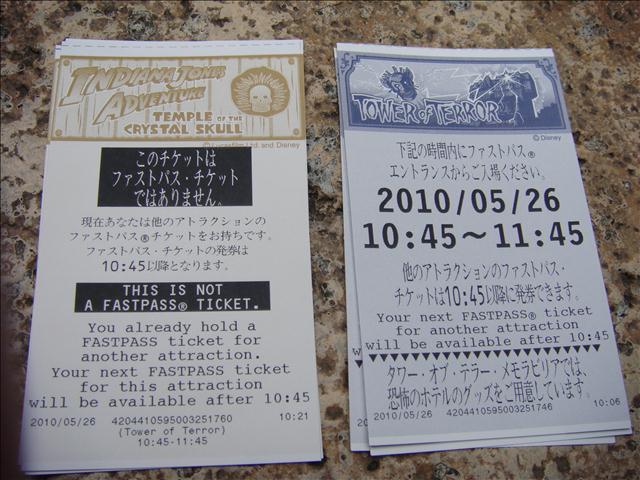 INDIANA JONES
ADVENTURE
TEMPLE OF THE
CRYSTAL SKULL
©Lucasfilm Ltd. and Disney
このチケットは
ファストパス・チケット
ではありません。
現在あなたは他のアトラクションの
ファストパス®チケットをお持ちです。
ファストパス・チケットの発券は
10:45以降となります。
THIS IS NOT
A FASTPASS® TICKET.
You already hold a
FASTPASS ticket for
another attraction.
Your next FASTPASS ticket
for this attraction
will be available after 10:45
2010/05/26 4204410595003251760 10:21
(Tower of Terror)
10:45-11:45
TOWER OF TERROR
©Disney
下記の時間内にファストパス®
エントランスからご入場ください。
2010/05/26
10:45〜11:45
他のアトラクションのファストパス・
チケットは10:45以降に発券できます。
Your next FASTPASS® ticket
for another attraction
will be available after 10:45
タワー・オブ・テラー・メモラビリアでは、
恐怖のホテルのグッズをご用意しています。
2010/05/26 4204410595003251746 10:06
20